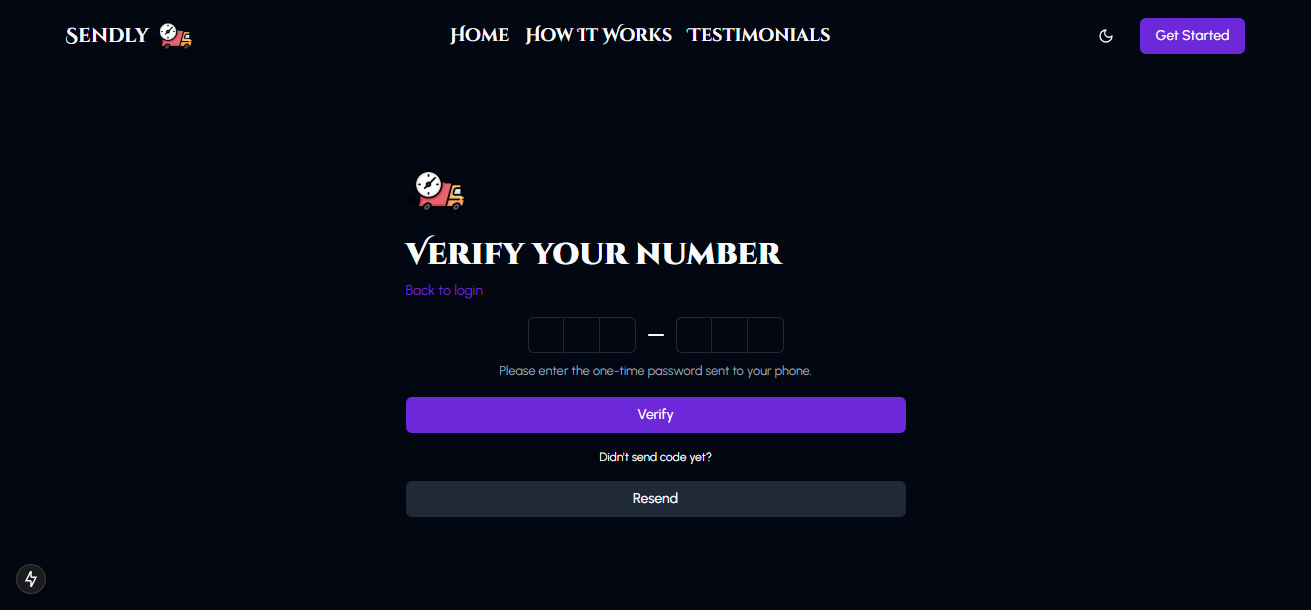 Sendly
Home How It Works Testimonials
Get Started
Verify your number
Back to login
Please enter the one-time password sent to your phone.
Verify
Didn't send code yet?
Resend